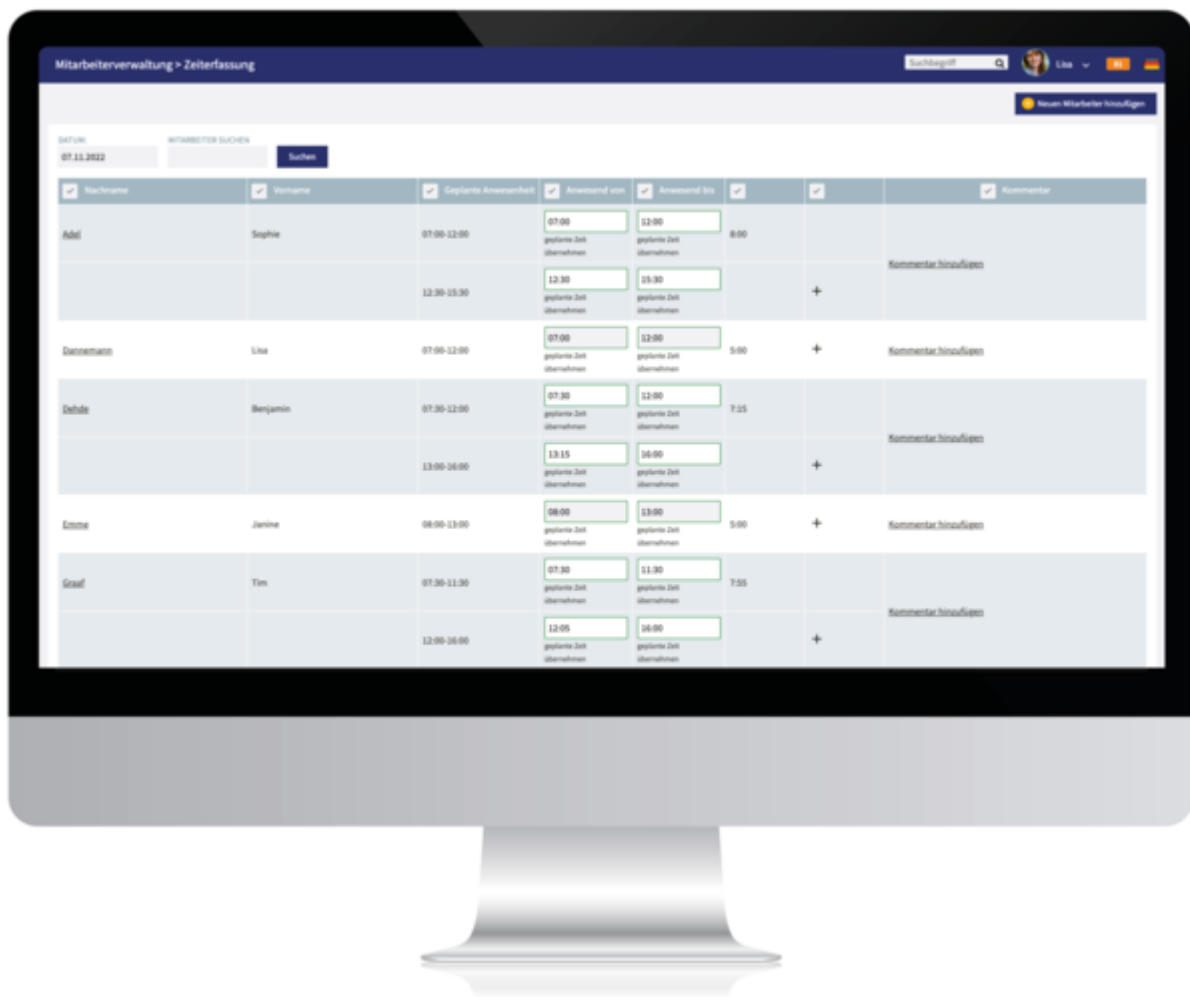 Mitarbeiterverwaltung > Zeiterfassung
Suchbegriff
Lisa
Neuen Mitarbeiter hinzufügen
DATUM:
MITARBEITER SUCHEN
07.11.2022
Suchen
Nachname Vorname Geplante Anwesenheit Anwesend von Anwesend bis Kommentar
Adel Sophie 07:00-12:00 07:00 12:00 8:00
geplante Zeit übernehmen geplante Zeit übernehmen
Kommentar hinzufügen
12:30-15:30 12:30 15:30 +
geplante Zeit übernehmen geplante Zeit übernehmen
Dannemann Lisa 07:00-12:00 07:00 12:00 5:00 + Kommentar hinzufügen
geplante Zeit übernehmen geplante Zeit übernehmen
Dehde Benjamin 07:30-12:00 07:30 12:00 7:15
geplante Zeit übernehmen geplante Zeit übernehmen
Kommentar hinzufügen
13:00-16:00 13:15 16:00 +
geplante Zeit übernehmen geplante Zeit übernehmen
Emme Janine 08:00-13:00 08:00 13:00 5:00 + Kommentar hinzufügen
geplante Zeit übernehmen geplante Zeit übernehmen
Graaf Tim 07:30-11:30 07:30 11:30 7:55
geplante Zeit übernehmen geplante Zeit übernehmen
Kommentar hinzufügen
12:00-16:00 12:05 16:00 +
geplante Zeit übernehmen geplante Zeit übernehmen